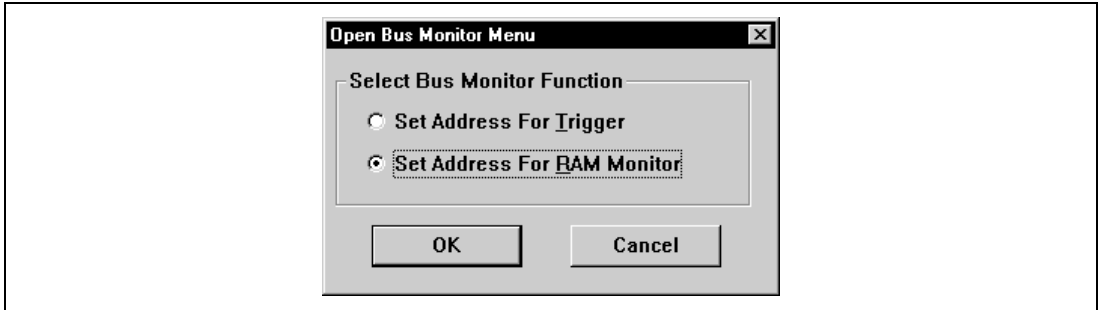 Open Bus Monitor Menu
Select Bus Monitor Function
Set Address For Trigger
Set Address For RAM Monitor
OK Cancel